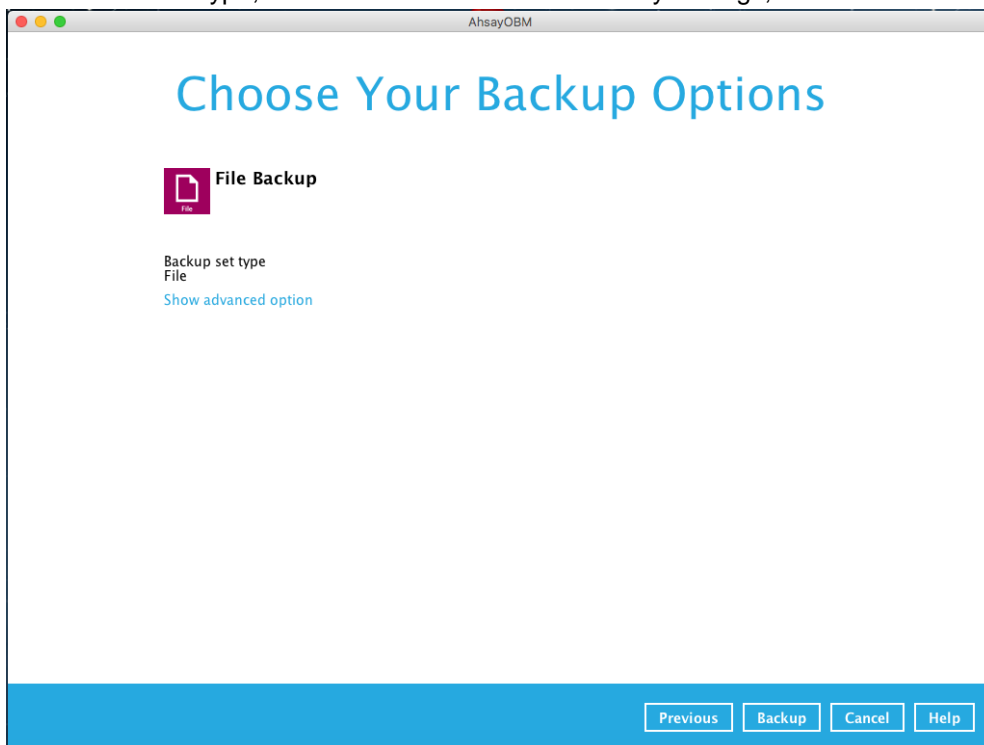 AhsayOBM
Choose Your Backup Options
File Backup
File
Backup set type
File
Show advanced option
Previous Backup Cancel Help